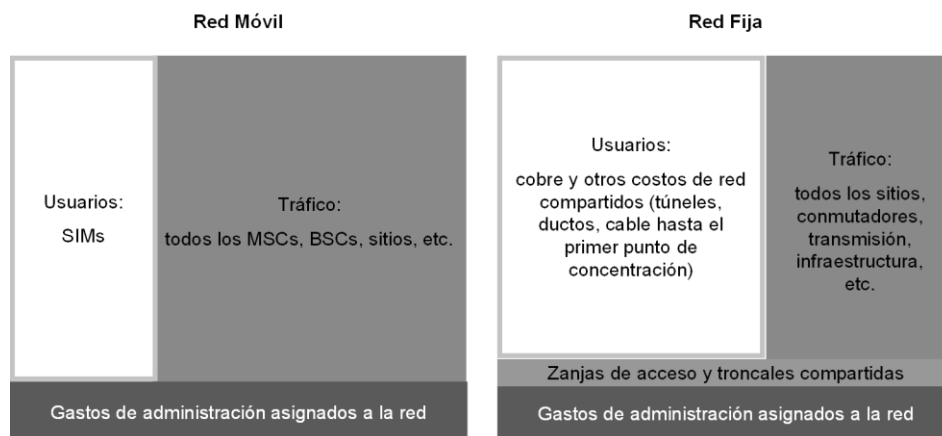 Red Móvil
Usuarios:
SIMs
Tráfico:
todos los MSCs, BSCs, sitios, etc.
Gastos de administración asignados a la red
Red Fija
Usuarios:
cobre y otros costos de red
compartidos (túneles,
ductos, cable hasta el
primer punto de
concentración)
Tráfico:
todos los sitios,
conmutadores,
transmisión,
infraestructura,
etc.
Zanjas de acceso y troncales compartidas
Gastos de administración asignados a la red